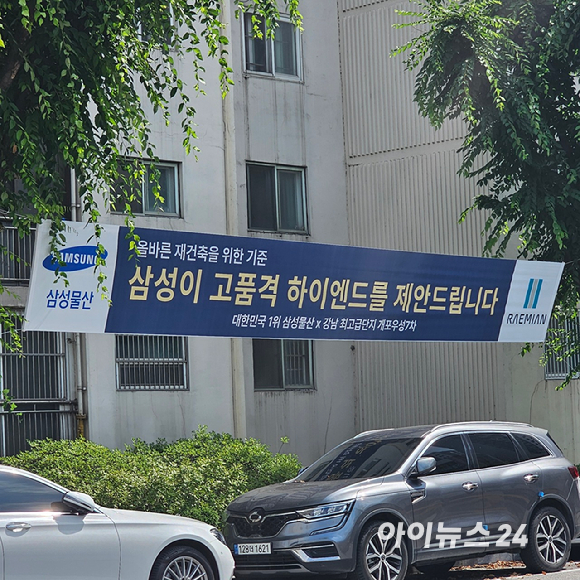 올바른 재건축을 위한 기준
SAMSUNG
삼성물산
삼성이 고품격 하이엔드를 제안드립니다
대한민국 1위 삼성물산 x 강남 최고급단지 개포우성7차
RAEMIAN
아이뉴스24